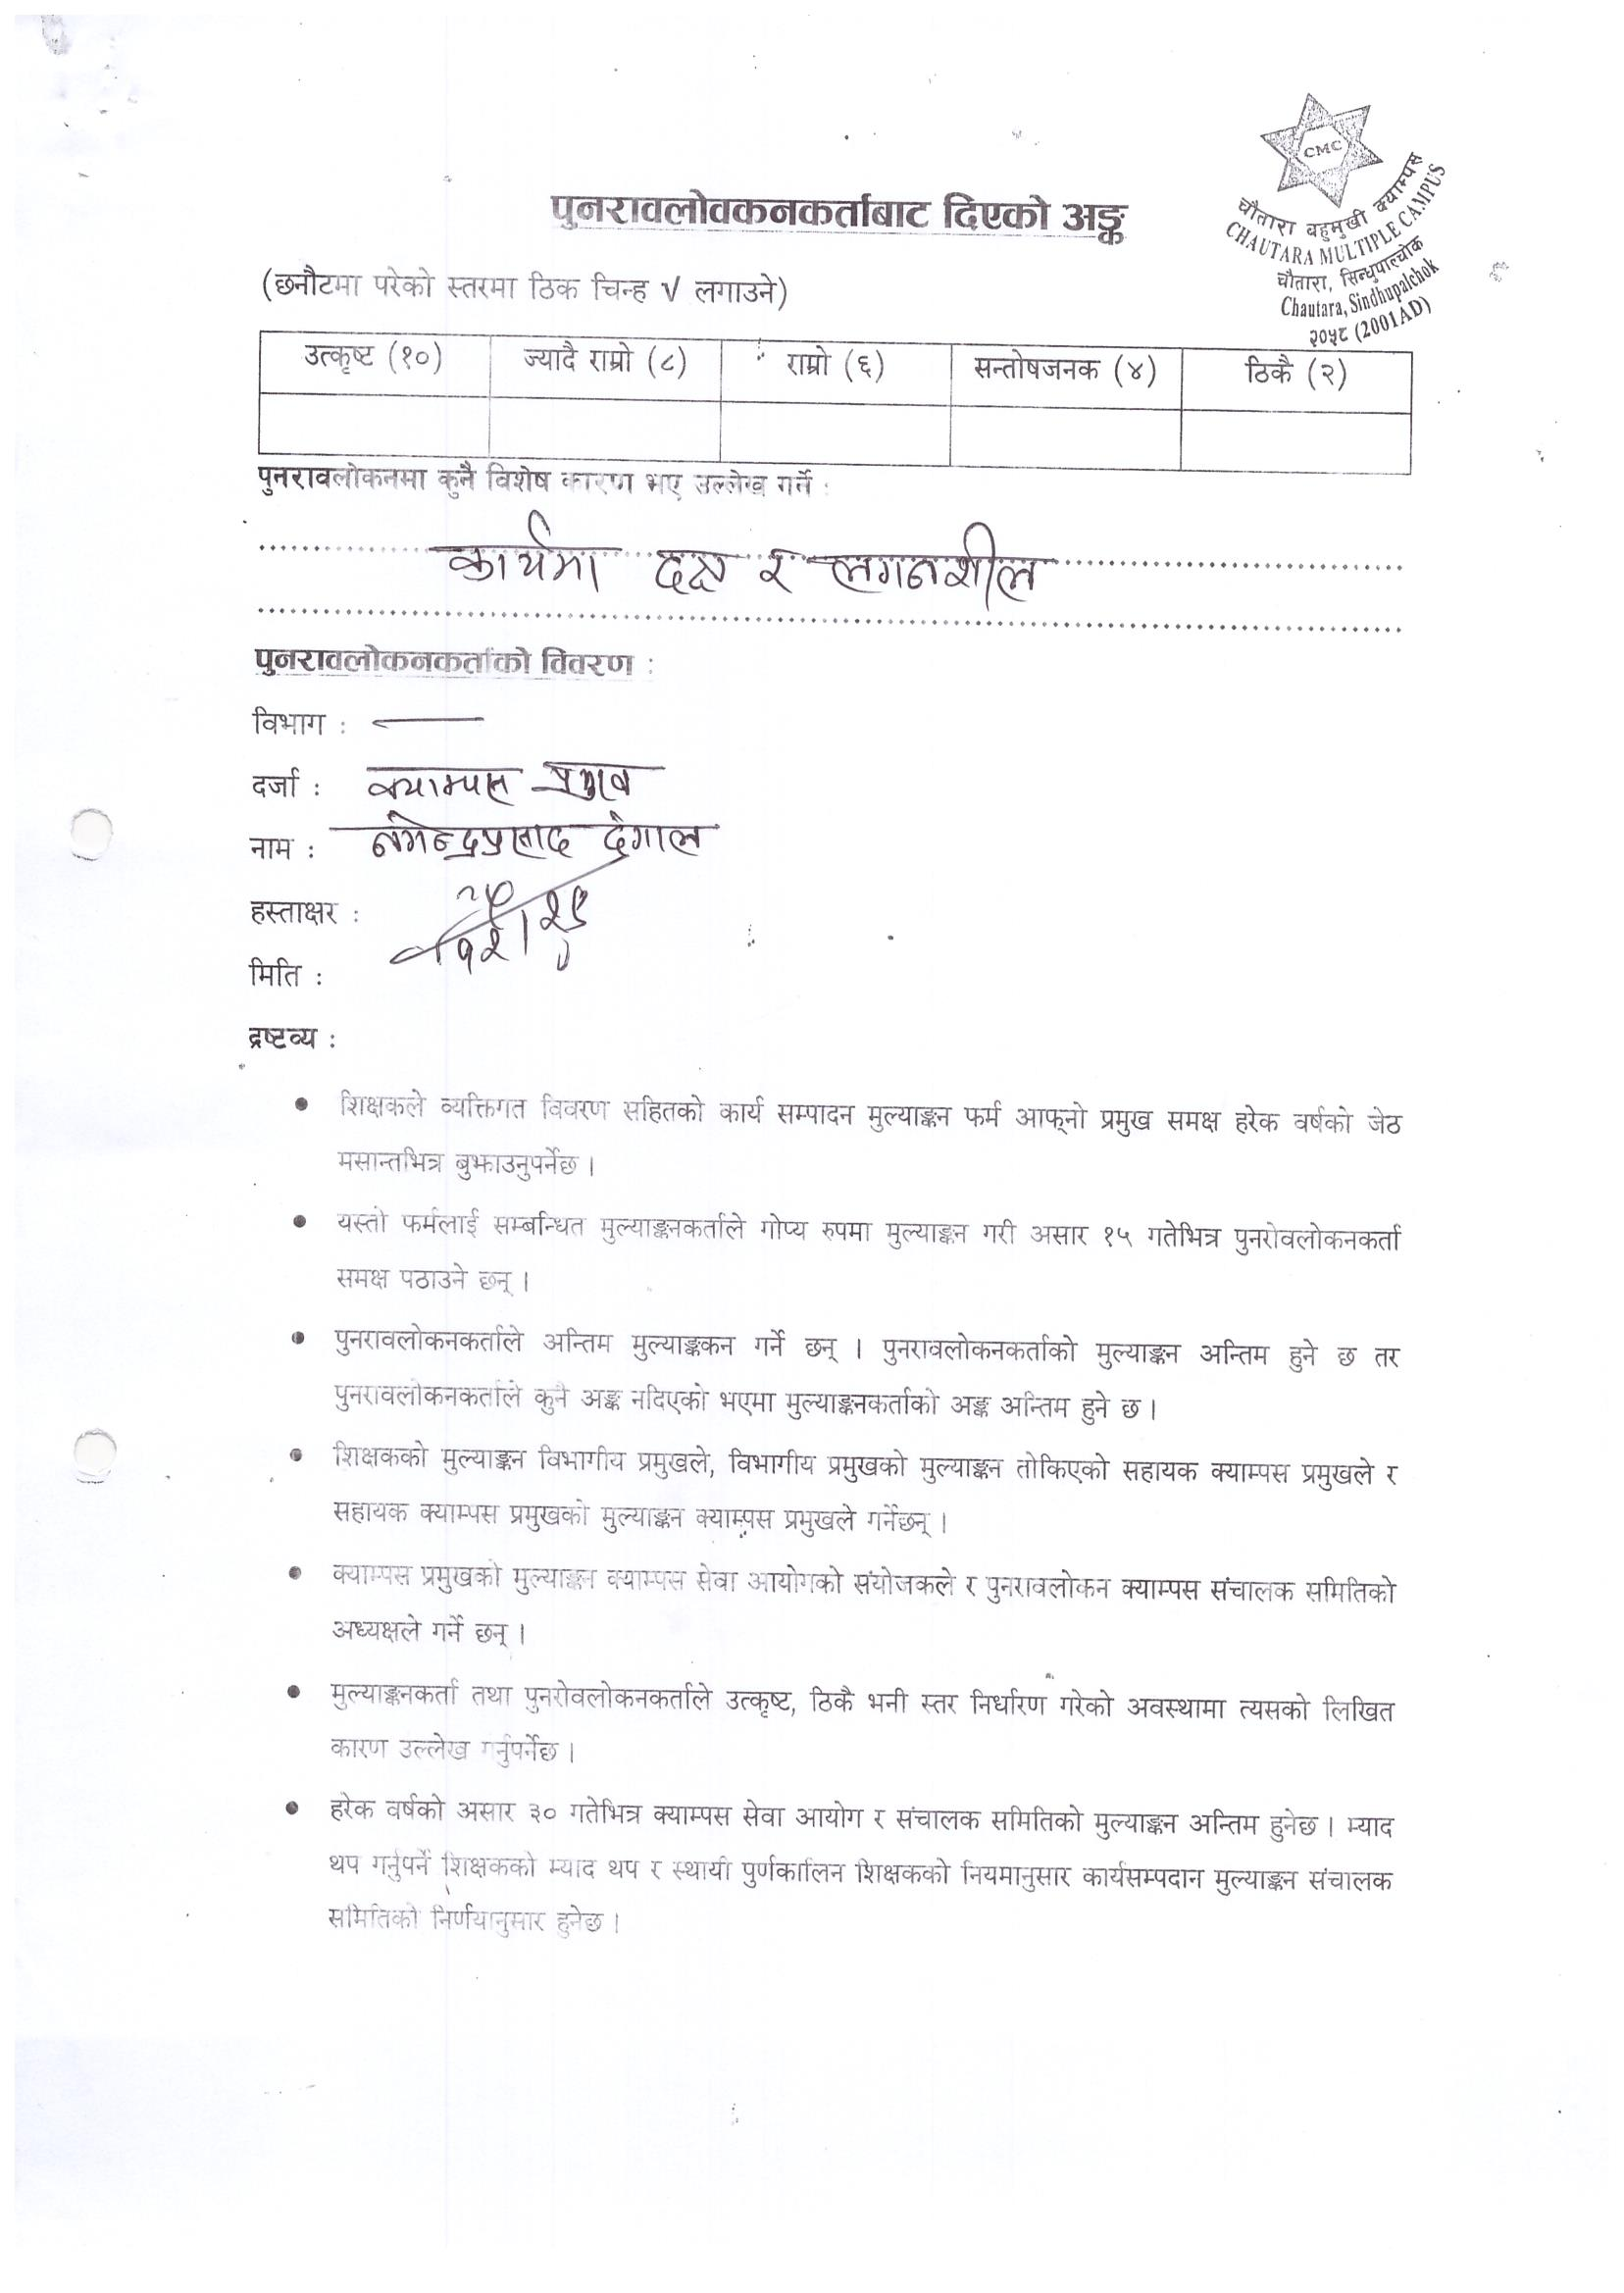 CMC
चौतारा बहुमुखी क्याम्पस
CHAUTARA MULTIPLE CAMPUS
चौतारा, सिन्धुपाल्चोक
Chautara, Sindhupalchok
२०५८ (2001AD)
पुनरावलोवकनकर्ताबाट दिएको अङ्क
(छनौटमा परेको स्तरमा ठिक चिन्ह √ लगाउने)
उत्कृष्ट (१०) ज्यादै राम्रो (८) राम्रो (६) सन्तोषजनक (४) ठिकै (२)
पुनरावलोकनमा कुनै विशेष कारण भए उल्लेख गर्ने :
कार्यमा दक्ष र लगनशील
पुनरावलोकनकर्ताको विवरण :
विभाग : —
दर्जा : क्याम्पस प्रमुख
नाम :
हस्ताक्षर :
मिति :
द्रष्टव्य :
• शिक्षकले व्यक्तिगत विवरण सहितको कार्य सम्पादन मुल्याङ्कन फर्म आफ्‌नो प्रमुख समक्ष हरेक वर्षको जेठ
मसान्तभित्र बुझाउनुपर्नेछ ।
• यस्तो फर्मलाई सम्बन्धित मुल्याङ्कनकर्ताले गोप्य रुपमा मुल्याङ्कन गरी असार १५ गतेभित्र पुनरोवलोकनकर्ता
समक्ष पठाउने छन् ।
• पुनरावलोकनकर्ताले अन्तिम मुल्याङ्ककन गर्ने छन् । पुनरावलोकनकर्ताको मुल्याङ्कन अन्तिम हुने छ तर
पुनरावलोकनकर्ताले कुनै अङ्क नदिएको भएमा मुल्याङ्कनकर्ताको अङ्क अन्तिम हुने छ ।
• शिक्षकको मुल्याङ्कन विभागीय प्रमुखले, विभागीय प्रमुखको मुल्याङ्कन तोकिएको सहायक क्याम्पस प्रमुखले र
सहायक क्याम्पस प्रमुखको मुल्याङ्कन क्याम्पस प्रमुखले गर्नेछन् ।
• क्याम्पस प्रमुखको मुल्याङ्कन क्याम्पस सेवा आयोगको संयोजकले र पुनरावलोकन क्याम्पस संचालक समितिको
अध्यक्षले गर्ने छन् ।
• मुल्याङ्कनकर्ता तथा पुनरोवलोकनकर्ताले उत्कृष्ट, ठिकै भनी स्तर निर्धारण गरेको अवस्थामा त्यसको लिखित
कारण उल्लेख गर्नुपर्नेछ ।
• हरेक वर्षको असार ३० गतेभित्र क्याम्पस सेवा आयोग र संचालक समितिको मुल्याङ्कन अन्तिम हुनेछ । म्याद
थप गर्नुपर्ने शिक्षकको म्याद थप र स्थायी पुर्णकालिन शिक्षकको नियमानुसार कार्यसम्पदान मुल्याङ्कन संचालक
समितिको निर्णयानुसार हुनेछ ।